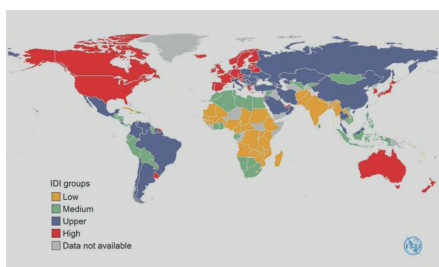 IDI groups
Low
Medium
Upper
High
Data not available